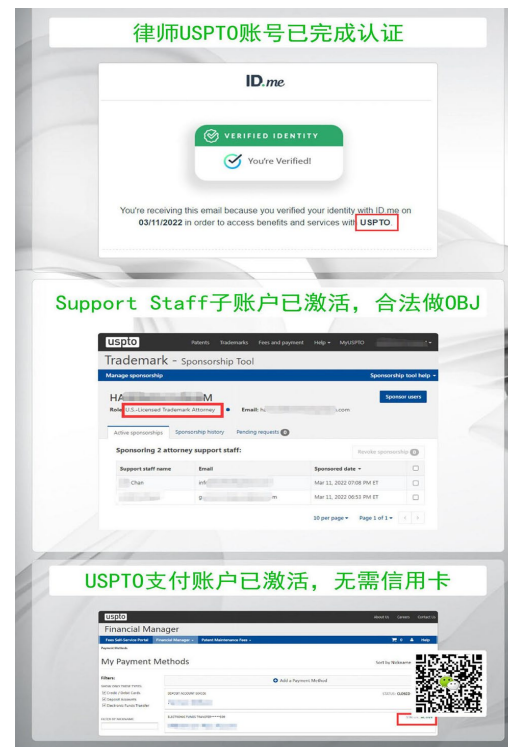 律师USPTO账号已完成认证
ID.me
VERIFIED IDENTITY
You're Verified!
You're receiving this email because you verified your identity with ID.me on
03/11/2022 in order to access benefits and services with USPTO.
Support Staff子账户已激活，合法做OBJ
uspto
Patents Trademarks Fees and payment Help MyUSPTO
Trademark - Sponsorship Tool
Manage sponsorship Sponsorship tool help
HA M
Role: U.S.-Licensed Trademark Attorney Email: .com
Sponsor users
Active sponsorships Sponsorship history Pending requests 0
Sponsoring 2 attorney support staff: Revoke sponsorship 0
Support staff name Email Sponsored date
Chan inf Mar 11, 2022 07:08 PM ET
g m Mar 11, 2022 06:53 PM ET
10 per page Page 1 of 1
USPTO支付账户已激活，无需信用卡
uspto
About Us Careers Contact Us
Financial Manager
Fees Self-Service Portal Financial Manager Patent Maintenance Fees 0 Help
Payment Methods
My Payment Methods Sort by Nickname
Filters:
Add a Payment Method
Credit / Debit Cards
Deposit Accounts
Electronic Funds Transfer
STATUS: CLOSED